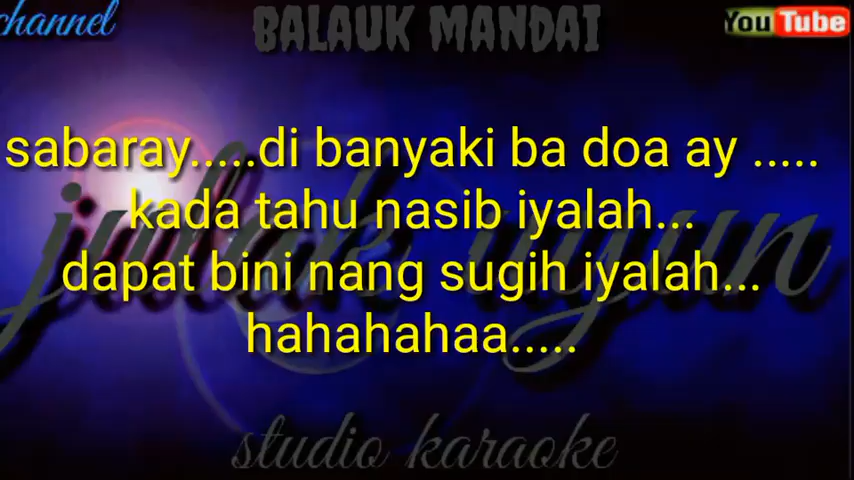 channel
BALAUK MANDAI
YouTube
sabaray.....di banyaki ba doa ay .....
kada tahu nasib iyalah...
dapat bini nang sugih iyalah...
hahahahaa.....
studio karaoke